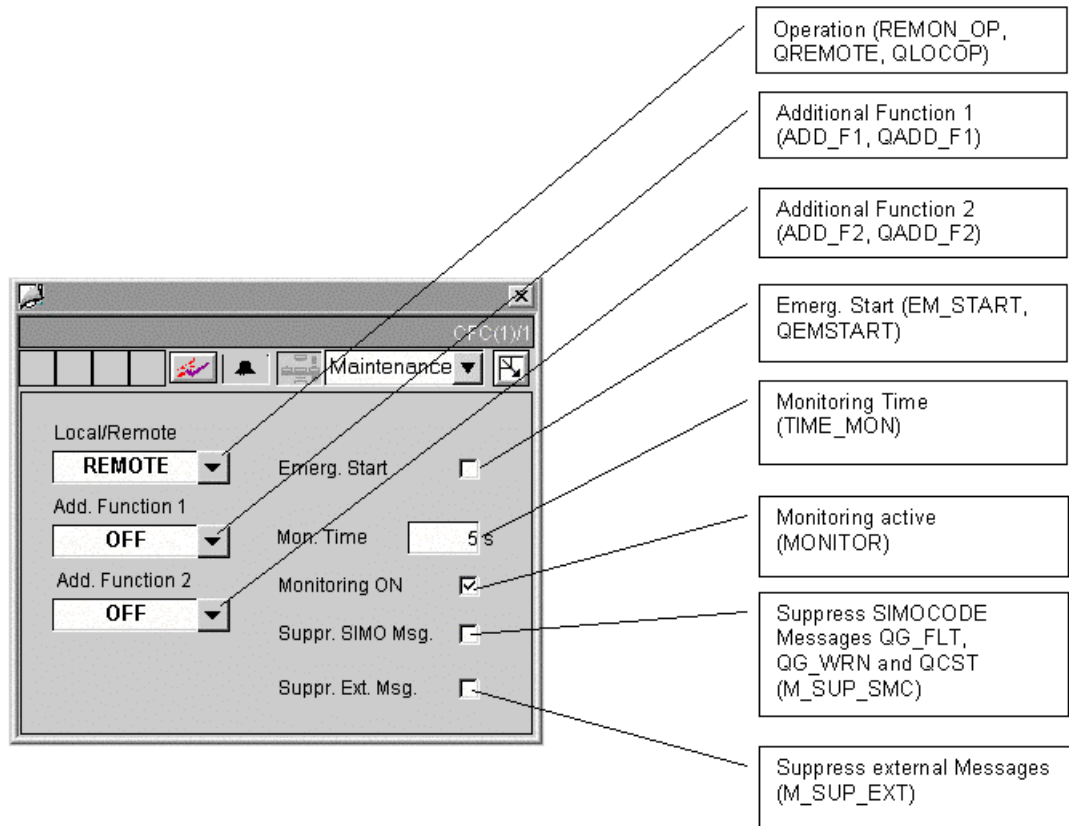 Operation (REMON_OP,
QREMOTE, QLOCOP)
Additional Function 1
(ADD_F1, QADD_F1)
Additional Function 2
(ADD_F2, QADD_F2)
Emerg. Start (EM_START,
QEMSTART)
Monitoring Time
(TIME_MON)
Monitoring active
(MONITOR)
Suppress SIMOCODE
Messages QG_FLT,
QG_WRN and QCST
(M_SUP_SMC)
Suppress external Messages
(M_SUP_EXT)
CFC(1)/1
Maintenance
Local/Remote
REMOTE
Add. Function 1
OFF
Add. Function 2
OFF
Emerg. Start
Mon. Time 5 s
Monitoring ON
Suppr. SIMO Msg.
Suppr. Ext. Msg.